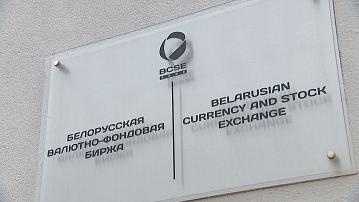 BCSE
БЕЛОРУССКАЯ
ВАЛЮТНО-ФОНДОВАЯ
БИРЖА
BELARUSIAN
CURRENCY AND STOCK
EXCHANGE